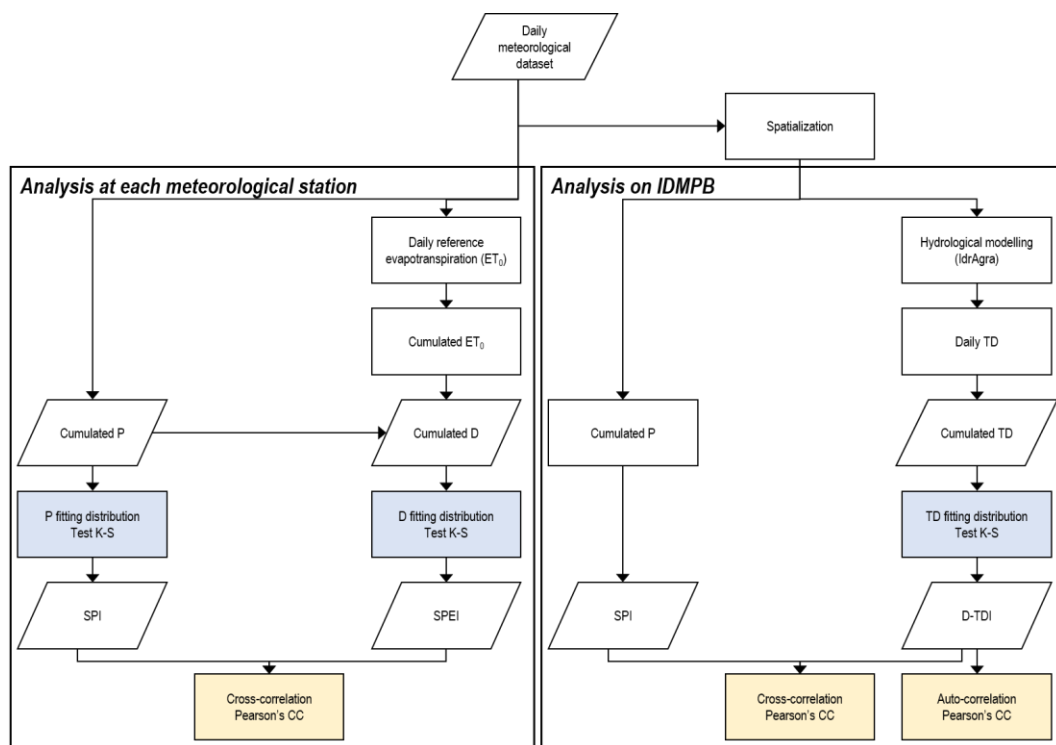 Daily
meteorological
dataset
Spatialization
Analysis at each meteorological station
Daily reference
evapotranspiration (ET₀)
Cumulated ET₀
Cumulated P
Cumulated D
P fitting distribution
Test K-S
D fitting distribution
Test K-S
SPI
SPEI
Cross-correlation
Pearson's CC
Analysis on IDMPB
Hydrological modelling
(IdrAgra)
Daily TD
Cumulated P
Cumulated TD
TD fitting distribution
Test K-S
SPI
D-TDI
Cross-correlation
Pearson's CC
Auto-correlation
Pearson's CC